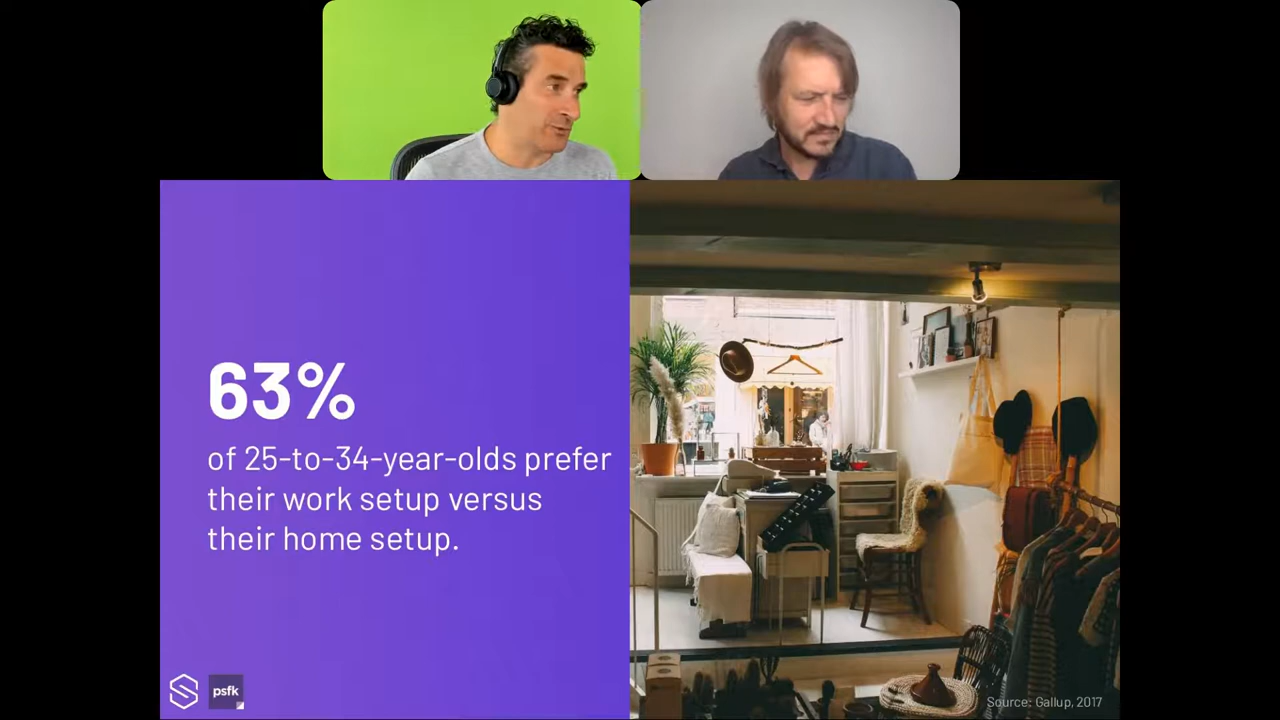 63%
of 25-to-34-year-olds prefer
their work setup versus
their home setup.
psfk
Source: Gallup, 2017